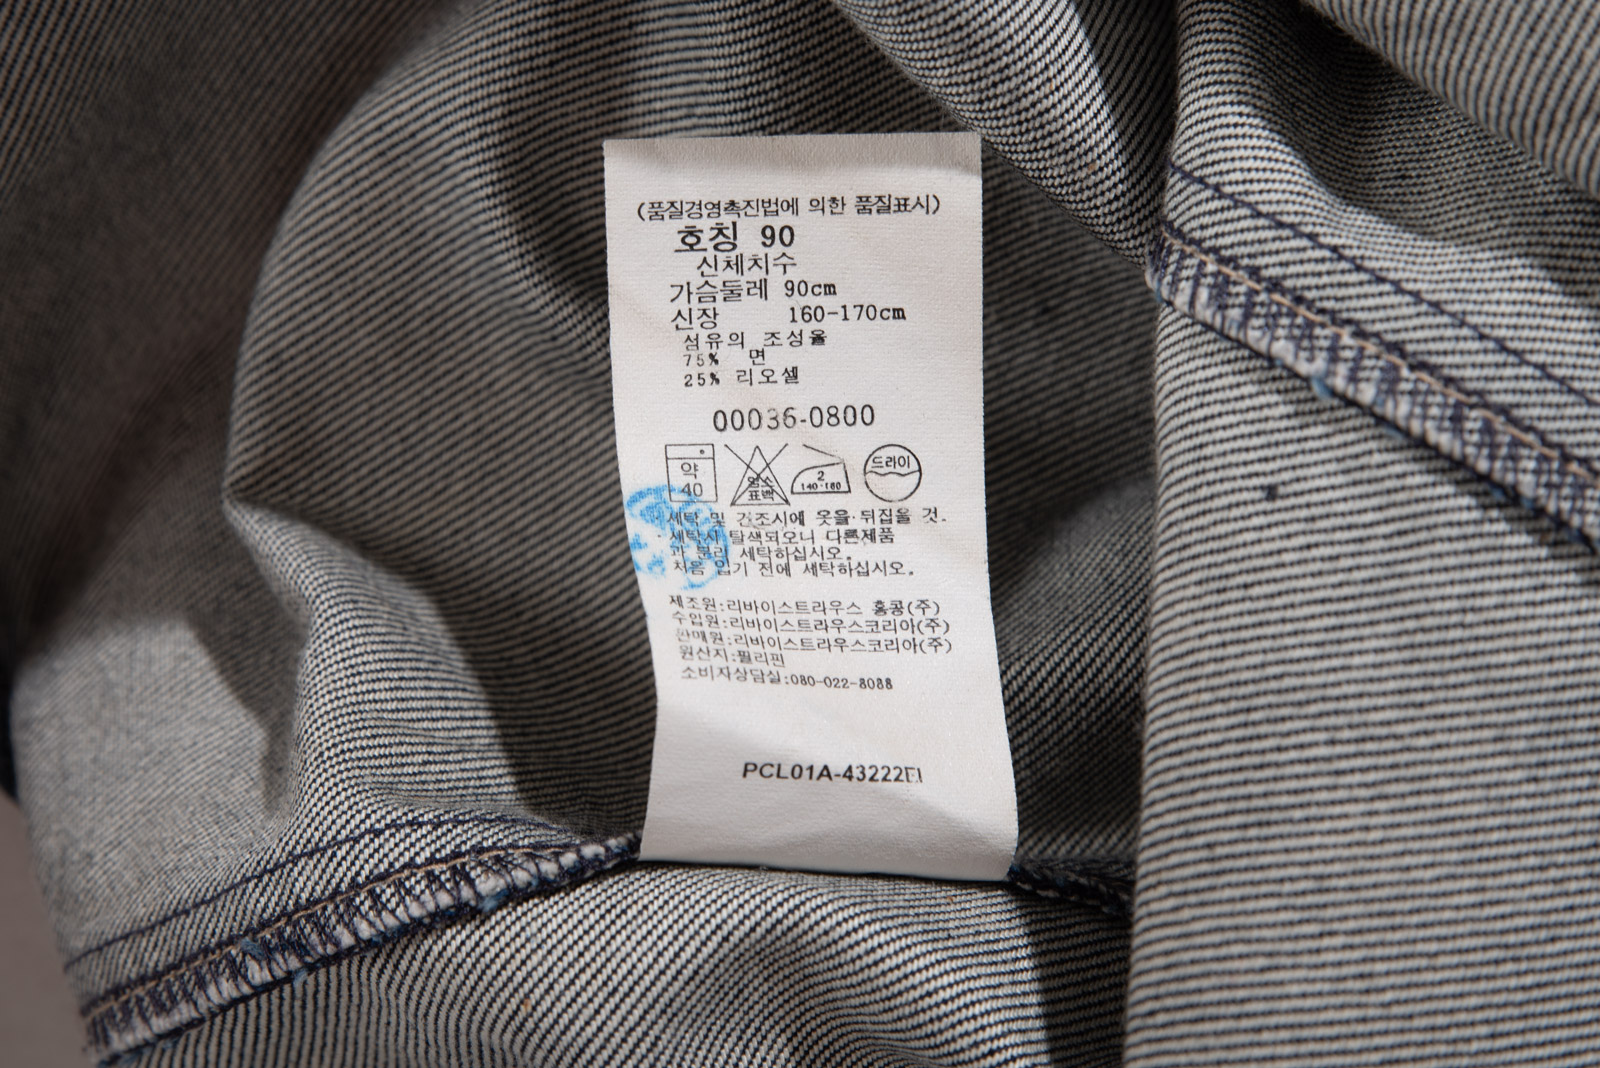 (품질경영촉진법에 의한 품질표시)
호칭 90
신체치수
가슴둘레 90cm
신장 160-170cm
섬유의 조성율
75% 면
25% 리오셀
00036-0800
약 40
염소 표백
2 140-160
드라이
세탁 및 건조시에 옷을 뒤집을 것.
세탁시 탈색되오니 다른제품
과 분리 세탁하십시오.
처음 입기 전에 세탁하십시오.
제조원:리바이스트라우스 홍콩(주)
수입원:리바이스트라우스코리아(주)
판매원:리바이스트라우스코리아(주)
원산지:필리핀
소비자상담실:080-022-8088